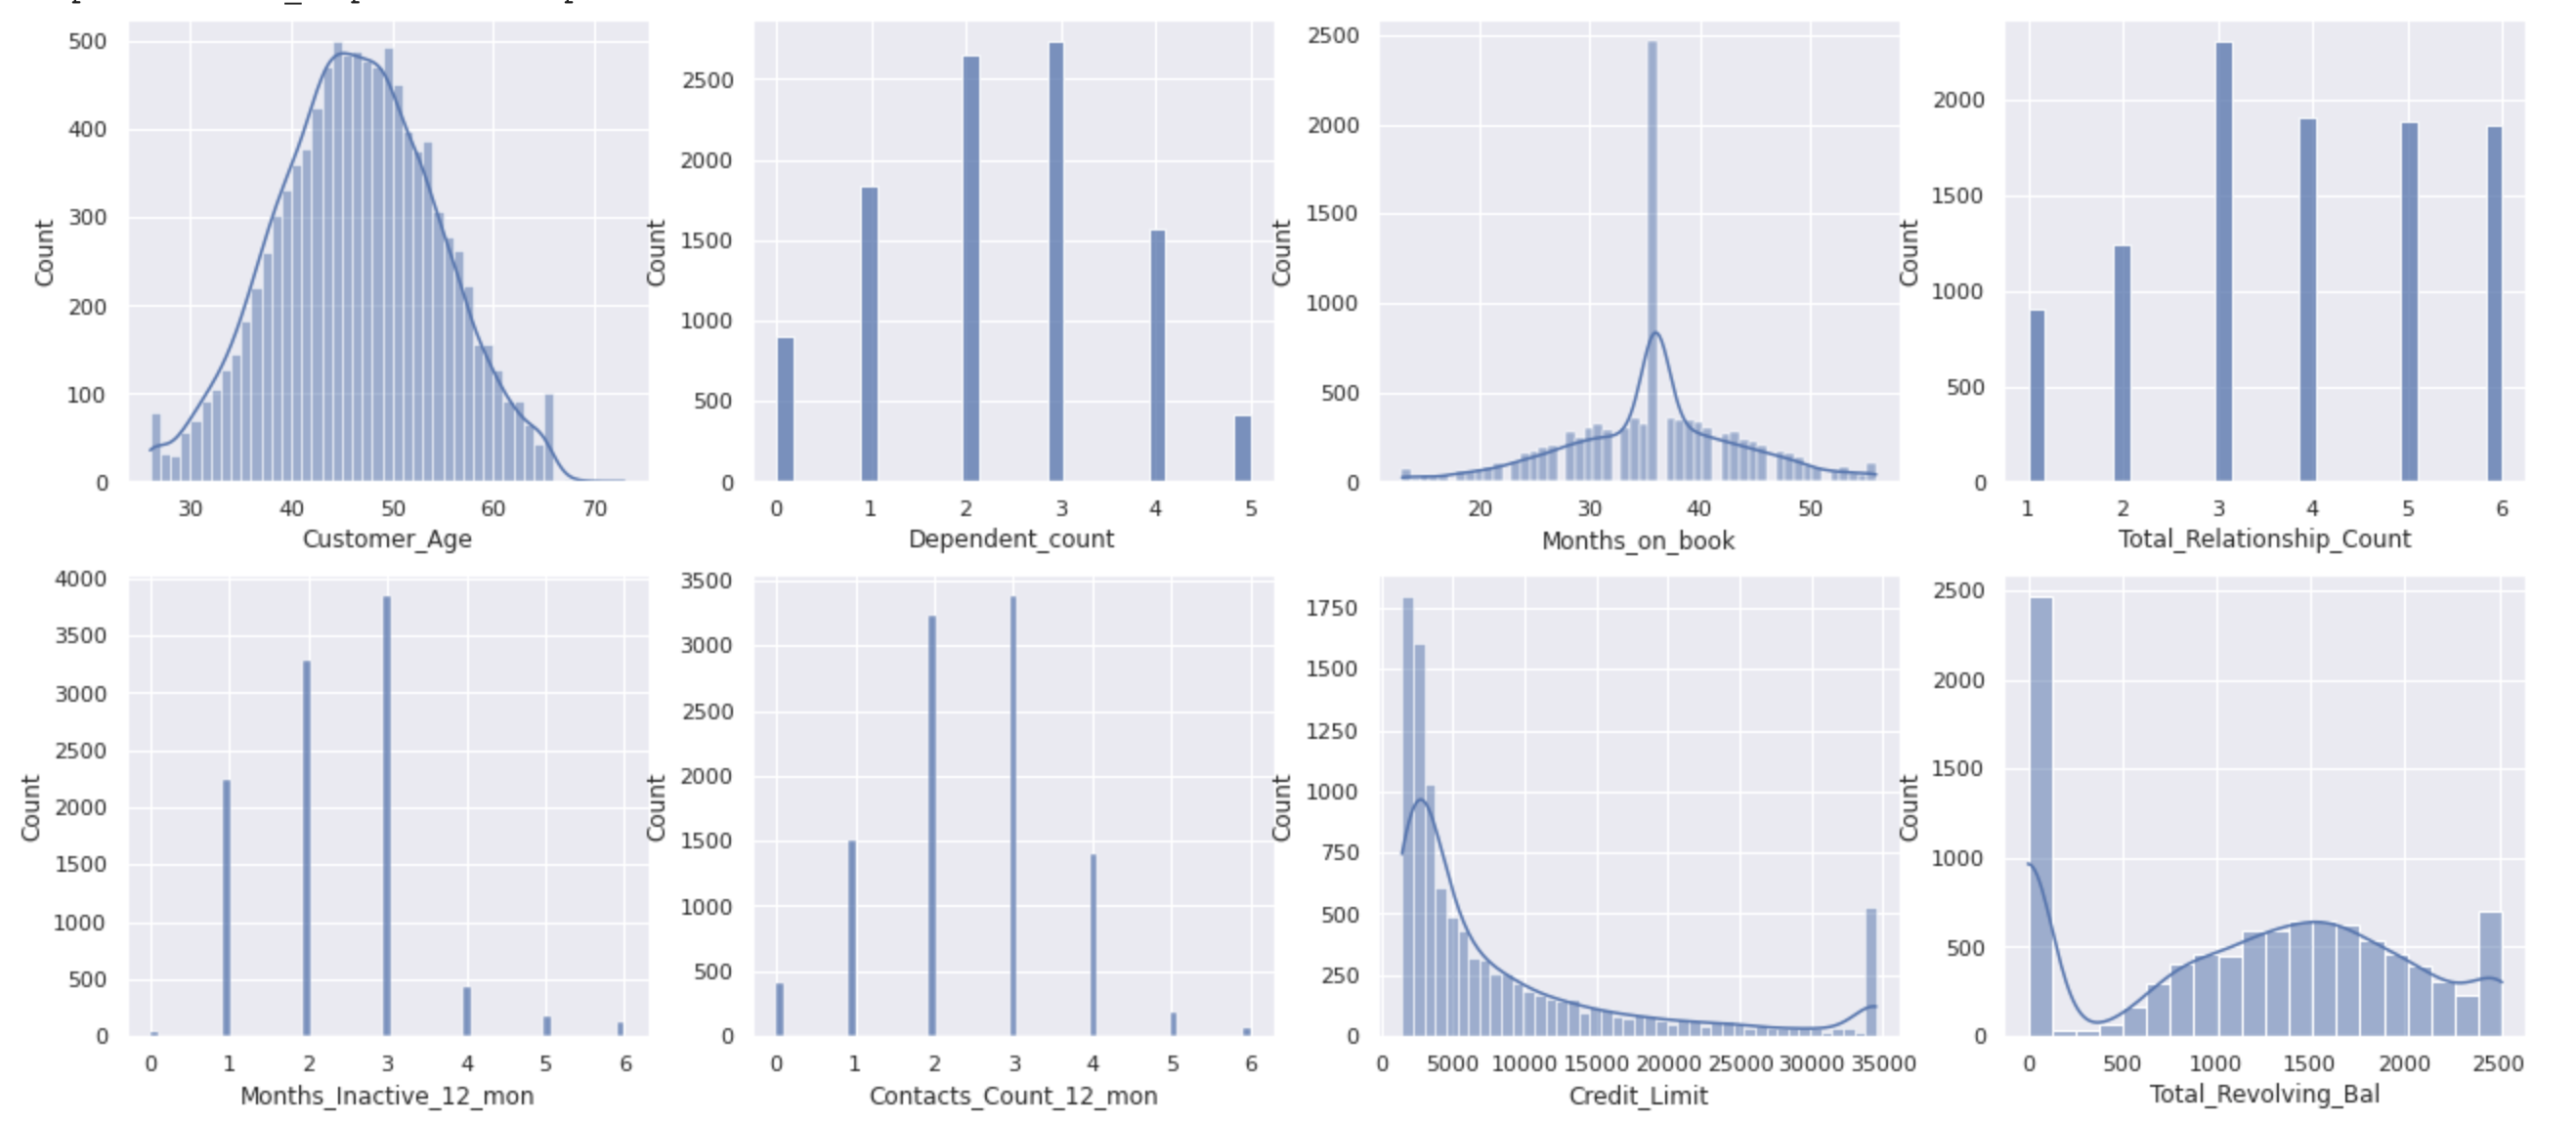 500
400
300
200
100
0
Count
30 40 50 60 70
Customer_Age
2500
2000
1500
1000
500
0
Count
0 1 2 3 4 5
Dependent_count
2500
2000
1500
1000
500
0
Count
20 30 40 50
Months_on_book
2000
1500
1000
500
0
Count
1 2 3 4 5 6
Total_Relationship_Count
4000
3500
3000
2500
2000
1500
1000
500
0
Count
0 1 2 3 4 5 6
Months_Inactive_12_mon
3500
3000
2500
2000
1500
1000
500
0
Count
0 1 2 3 4 5 6
Contacts_Count_12_mon
1750
1500
1250
1000
750
500
250
0
Count
0 5000 10000 15000 20000 25000 30000 35000
Credit_Limit
2500
2000
1500
1000
500
0
Count
0 500 1000 1500 2000 2500
Total_Revolving_Bal